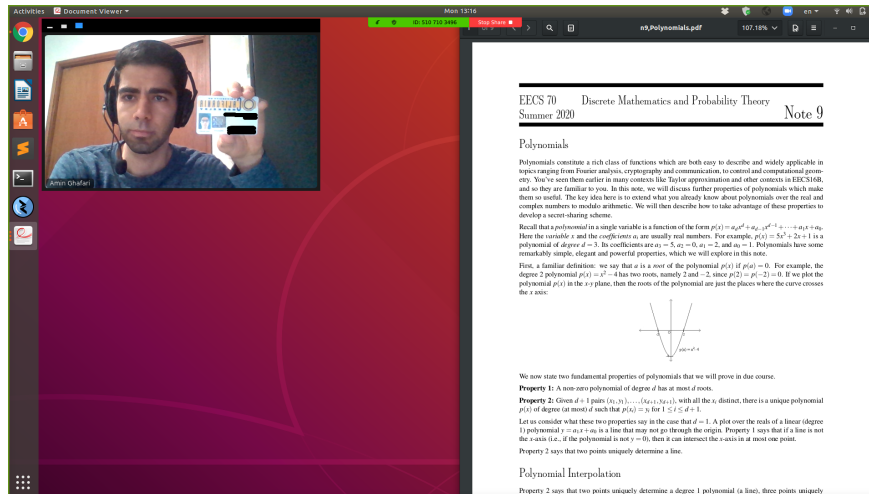 Activities
Document Viewer
Mon 13:16
en
ID: 510 710 3496
Stop Share
n9,Polynomials.pdf
107.18%
Amiri Ghafari
EECS 70 Discrete Mathematics and Probability Theory
Summer 2020 Note 9
Polynomials
Polynomials constitute a rich class of functions which are both easy to describe and widely applicable in
topics ranging from Fourier analysis, cryptography and communication, to control and computational geom-
etry. You've seen them earlier in many contexts like Taylor approximation and other contexts in EECS16B,
and so they are familiar to you. In this note, we will discuss further properties of polynomials which make
them so useful. The key idea here is to extend what you already know about polynomials over the real and
complex numbers to modulo arithmetic. We will then describe how to take advantage of these properties to
develop a secret-sharing scheme.
Recall that a polynomial in a single variable is a function of the form p(x) = a_d x^d + a_{d−1} x^{d−1} + ··· + a_1 x + a_0.
Here the variable x and the coefficients a_i are usually real numbers. For example, p(x) = 5x^3 + 2x + 1 is a
polynomial of degree d = 3. Its coefficients are a_3 = 5, a_2 = 0, a_1 = 2, and a_0 = 1. Polynomials have some
remarkably simple, elegant and powerful properties, which we will explore in this note.
First, a familiar definition: we say that a is a root of the polynomial p(x) if p(a) = 0. For example, the
degree 2 polynomial p(x) = x^2 − 4 has two roots, namely 2 and −2, since p(2) = p(−2) = 0. If we plot the
polynomial p(x) in the x-y plane, then the roots of the polynomial are just the places where the curve crosses
the x axis:
We now state two fundamental properties of polynomials that we will prove in due course.
Property 1: A non-zero polynomial of degree d has at most d roots.
Property 2: Given d + 1 pairs (x_1, y_1), ..., (x_{d+1}, y_{d+1}), with all the x_i distinct, there is a unique polynomial
p(x) of degree (at most) d such that p(x_i) = y_i for 1 ≤ i ≤ d + 1.
Let us consider what these two properties say in the case that d = 1. A plot over the reals of a linear (degree
1) polynomial y = a_1 x + a_0 is a line that may not go through the origin. Property 1 says that if a line is not
the x-axis (i.e., if the polynomial is not y = 0), then it can intersect the x-axis in at most one point.
Property 2 says that two points uniquely determine a line.
Polynomial Interpolation
Property 2 says that two points uniquely determine a degree 1 polynomial (a line), three points uniquely